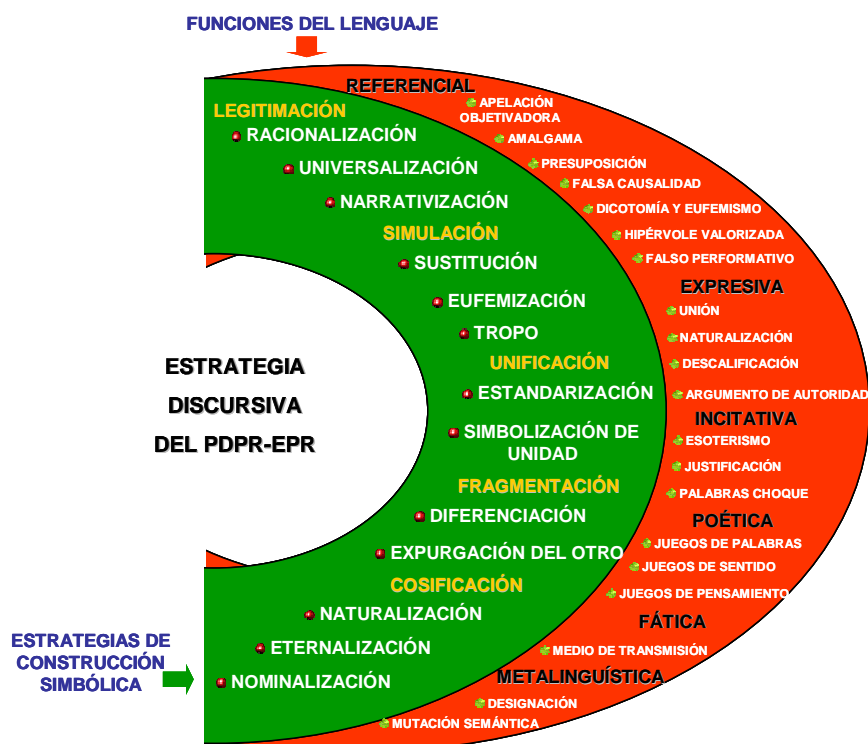 FUNCIONES DEL LENGUAJE
REFERENCIAL
APELACIÓN
OBJETIVADORA
AMALGAMA
PRESUPOSICIÓN
FALSA CAUSALIDAD
DICOTOMÍA Y EUFEMISMO
HIPÉRVOLE VALORIZADA
FALSO PERFORMATIVO
EXPRESIVA
UNIÓN
NATURALIZACIÓN
DESCALIFICACIÓN
ARGUMENTO DE AUTORIDAD
INCITATIVA
ESOTERISMO
JUSTIFICACIÓN
PALABRAS CHOQUE
POÉTICA
JUEGOS DE PALABRAS
JUEGOS DE SENTIDO
JUEGOS DE PENSAMIENTO
FÁTICA
MEDIO DE TRANSMISIÓN
METALINGUÍSTICA
DESIGNACIÓN
MUTACIÓN SEMÁNTICA
LEGITIMACIÓN
RACIONALIZACIÓN
UNIVERSALIZACIÓN
NARRATIVIZACIÓN
SIMULACIÓN
SUSTITUCIÓN
EUFEMIZACIÓN
TROPO
UNIFICACIÓN
ESTANDARIZACIÓN
SIMBOLIZACIÓN DE
UNIDAD
FRAGMENTACIÓN
DIFERENCIACIÓN
EXPURGACIÓN DEL OTRO
COSIFICACIÓN
NATURALIZACIÓN
ETERNALIZACIÓN
NOMINALIZACIÓN
ESTRATEGIA
DISCURSIVA
DEL PDPR-EPR
ESTRATEGIAS DE
CONSTRUCCIÓN
SIMBÓLICA